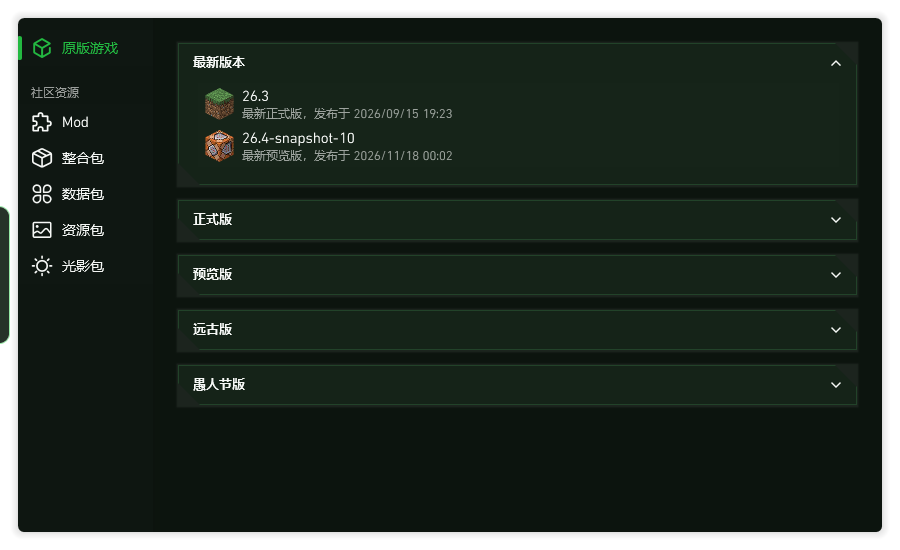 原版游戏
社区资源
Mod
整合包
数据包
资源包
光影包
最新版本
26.3
最新正式版，发布于 2026/09/15 19:23
26.4-snapshot-10
最新预览版，发布于 2026/11/18 00:02
正式版
预览版
远古版
愚人节版